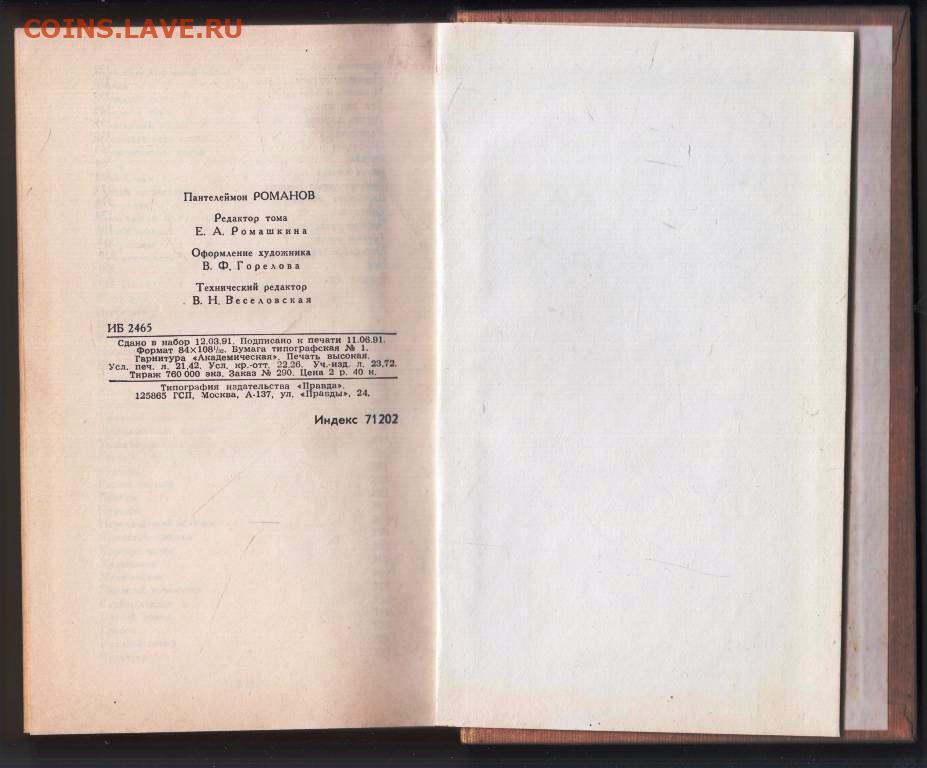 COINS.LAVE.RU
Пантелеймон РОМАНОВ
Редактор тома
Е. А. Ромашкина
Оформление художника
В. Ф. Горелова
Технический редактор
В. Н. Веселовская
ИБ 2465
Сдано в набор 12.03.91. Подписано к печати 11.06.91.
Формат 84×108¹/₃₂. Бумага типографская № 1.
Гарнитура «Академическая». Печать высокая.
Усл. печ. л. 21,42. Усл. кр.-отт. 22,26. Уч.-изд. л. 23,72.
Тираж 760 000 экз. Заказ № 290. Цена 2 р. 40 к.
Типография издательства «Правда».
125865 ГСП, Москва, А-137, ул. «Правды», 24.
Индекс 71202